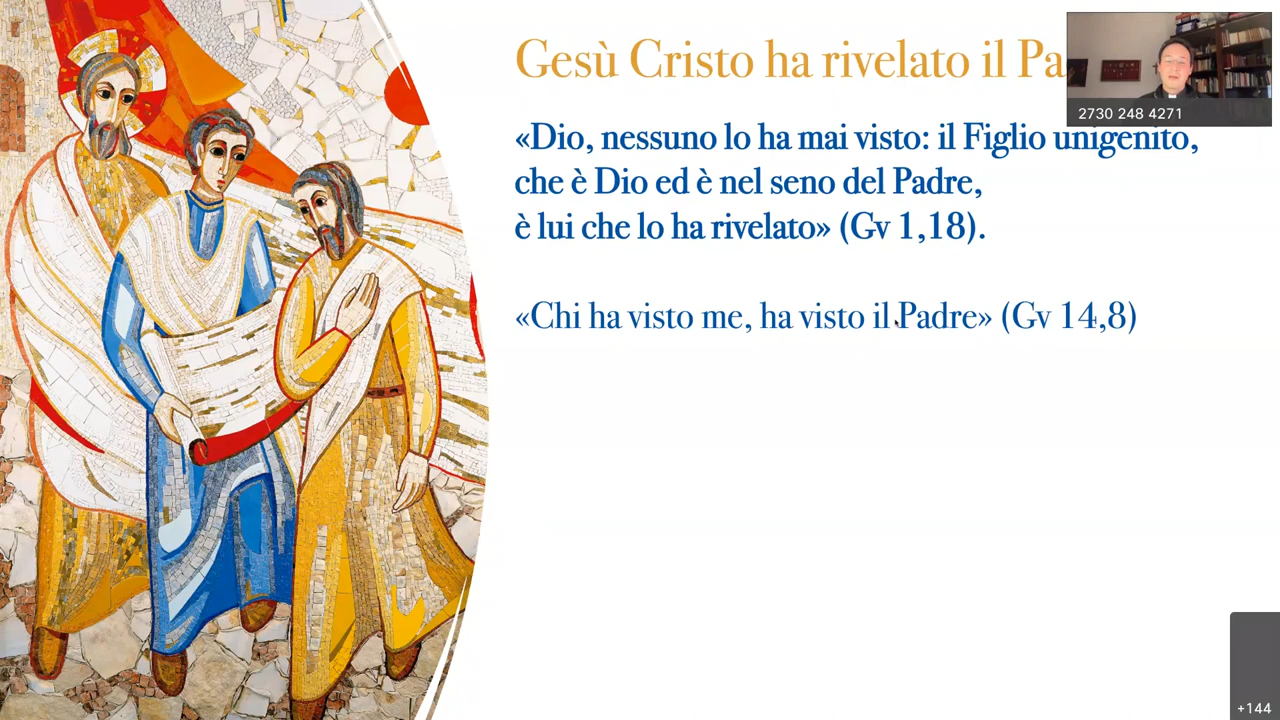 Gesù Cristo ha rivelato il Pa
2730 248 4271
«Dio, nessuno lo ha mai visto: il Figlio unigenito,
che è Dio ed è nel seno del Padre,
è lui che lo ha rivelato» (Gv 1,18).
«Chi ha visto me, ha visto il Padre» (Gv 14,8)
+144